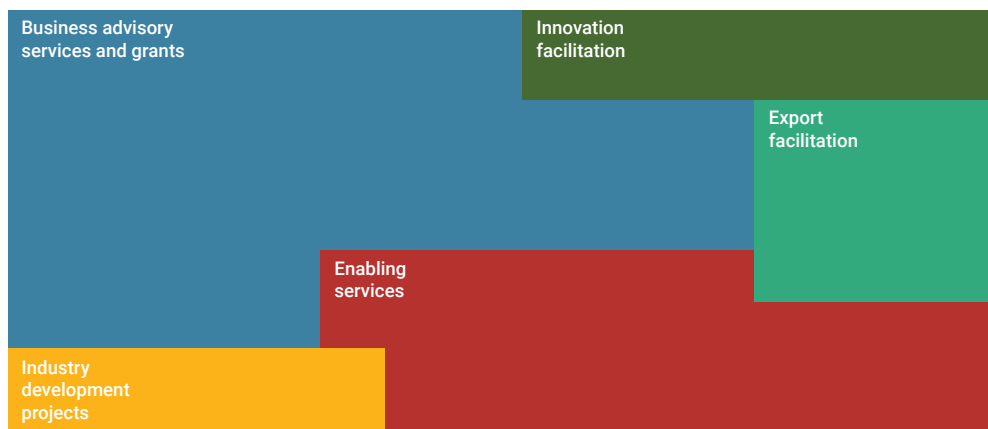 Business advisory
services and grants
Innovation
facilitation
Export
facilitation
Enabling
services
Industry
development
projects